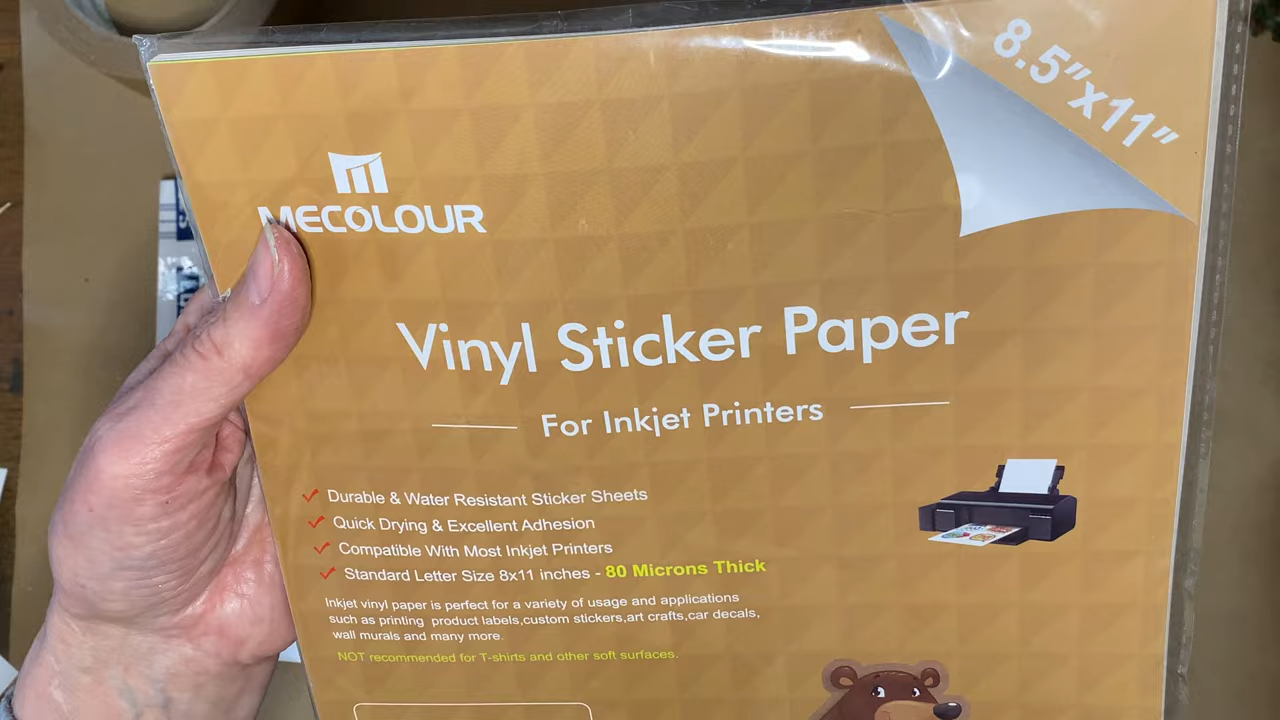 8.5"x11"
MECOLOUR
Vinyl Sticker Paper
For Inkjet Printers
Durable & Water Resistant Sticker Sheets
Quick Drying & Excellent Adhesion
Compatible With Most Inkjet Printers
Standard Letter Size 8x11 inches - 80 Microns Thick
Inkjet vinyl paper is perfect for a variety of usage and applications
such as printing product labels,custom stickers,art crafts,car decals,
wall murals and many more.
NOT recommended for T-shirts and other soft surfaces.